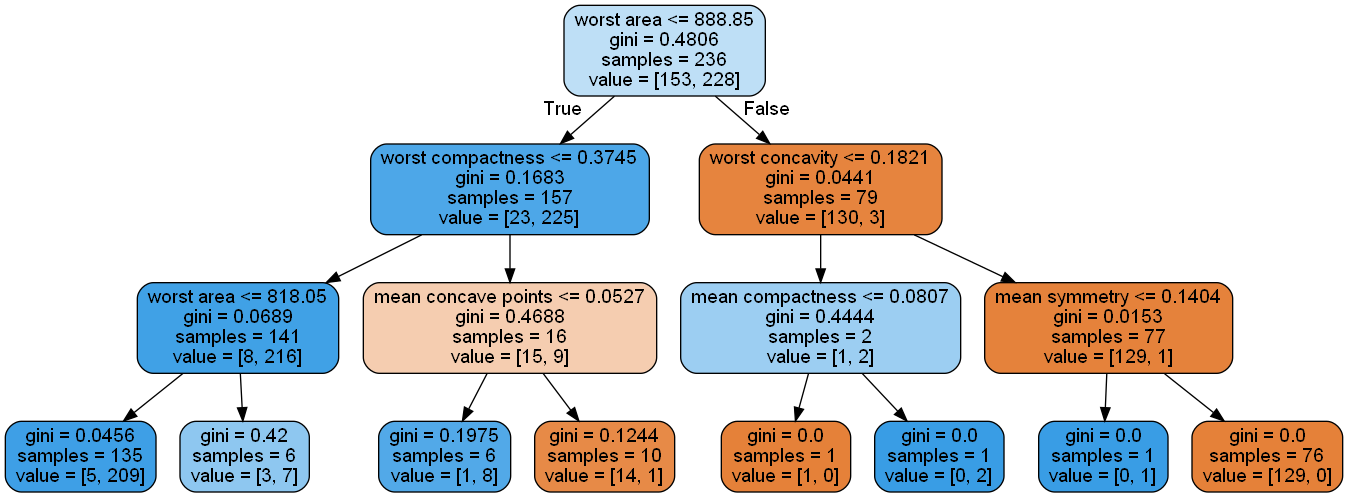 worst area <= 888.85
gini = 0.4806
samples = 236
value = [153, 228]
True
False
worst compactness <= 0.3745
gini = 0.1683
samples = 157
value = [23, 225]
worst concavity <= 0.1821
gini = 0.0441
samples = 79
value = [130, 3]
worst area <= 818.05
gini = 0.0689
samples = 141
value = [8, 216]
mean concave points <= 0.0527
gini = 0.4688
samples = 16
value = [15, 9]
mean compactness <= 0.0807
gini = 0.4444
samples = 2
value = [1, 2]
mean symmetry <= 0.1404
gini = 0.0153
samples = 77
value = [129, 1]
gini = 0.0456
samples = 135
value = [5, 209]
gini = 0.42
samples = 6
value = [3, 7]
gini = 0.1975
samples = 6
value = [1, 8]
gini = 0.1244
samples = 10
value = [14, 1]
gini = 0.0
samples = 1
value = [1, 0]
gini = 0.0
samples = 1
value = [0, 2]
gini = 0.0
samples = 1
value = [0, 1]
gini = 0.0
samples = 76
value = [129, 0]